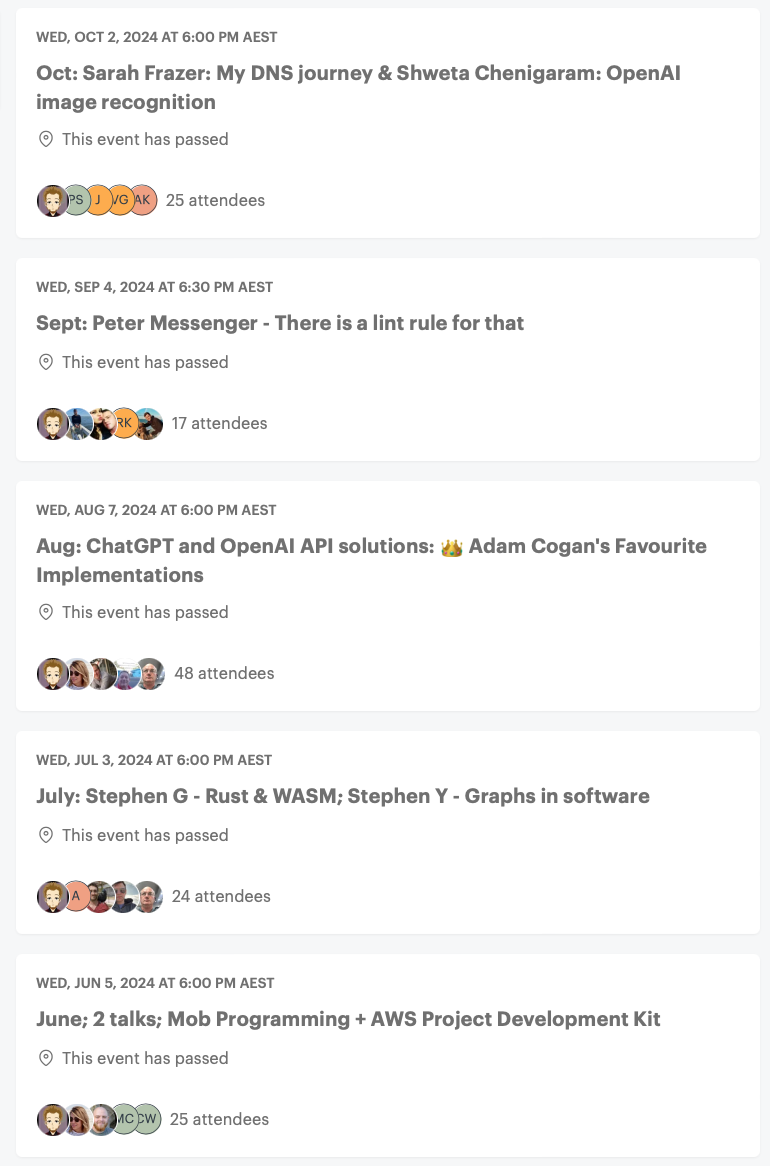 WED, OCT 2, 2024 AT 6:00 PM AEST
Oct: Sarah Frazer: My DNS journey & Shweta Chenigaram: OpenAI
image recognition
This event has passed
PS J VG AK 25 attendees
WED, SEP 4, 2024 AT 6:30 PM AEST
Sept: Peter Messenger - There is a lint rule for that
This event has passed
RK 17 attendees
WED, AUG 7, 2024 AT 6:00 PM AEST
Aug: ChatGPT and OpenAI API solutions: 👑 Adam Cogan's Favourite
Implementations
This event has passed
48 attendees
WED, JUL 3, 2024 AT 6:00 PM AEST
July: Stephen G - Rust & WASM; Stephen Y - Graphs in software
This event has passed
A 24 attendees
WED, JUN 5, 2024 AT 6:00 PM AEST
June; 2 talks; Mob Programming + AWS Project Development Kit
This event has passed
MC CW 25 attendees